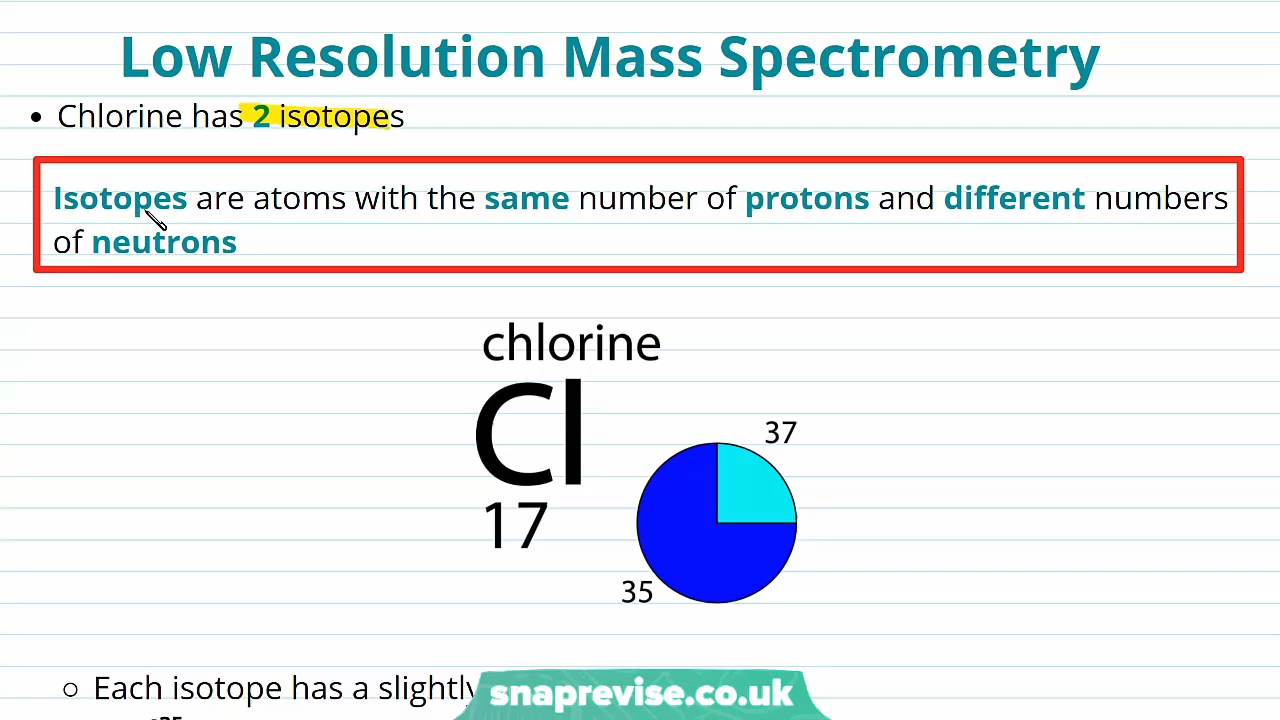 Low Resolution Mass Spectrometry
• Chlorine has 2 isotopes
Isotopes are atoms with the same number of protons and different numbers
of neutrons
chlorine
Cl
37
17
35
○ Each isotope has a slightly
snaprevise.co.uk